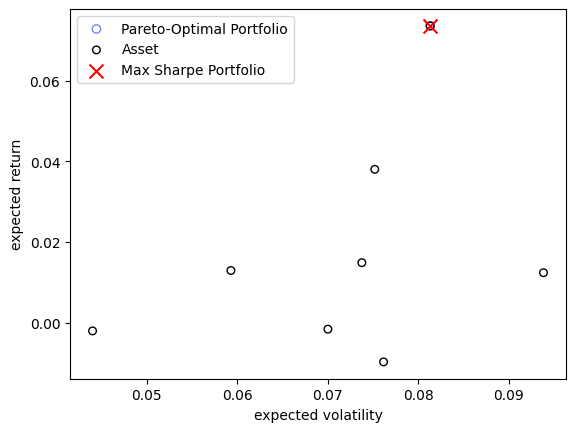 Pareto-Optimal Portfolio
Asset
Max Sharpe Portfolio
0.06
0.04
0.02
0.00
expected return
0.05 0.06 0.07 0.08 0.09
expected volatility